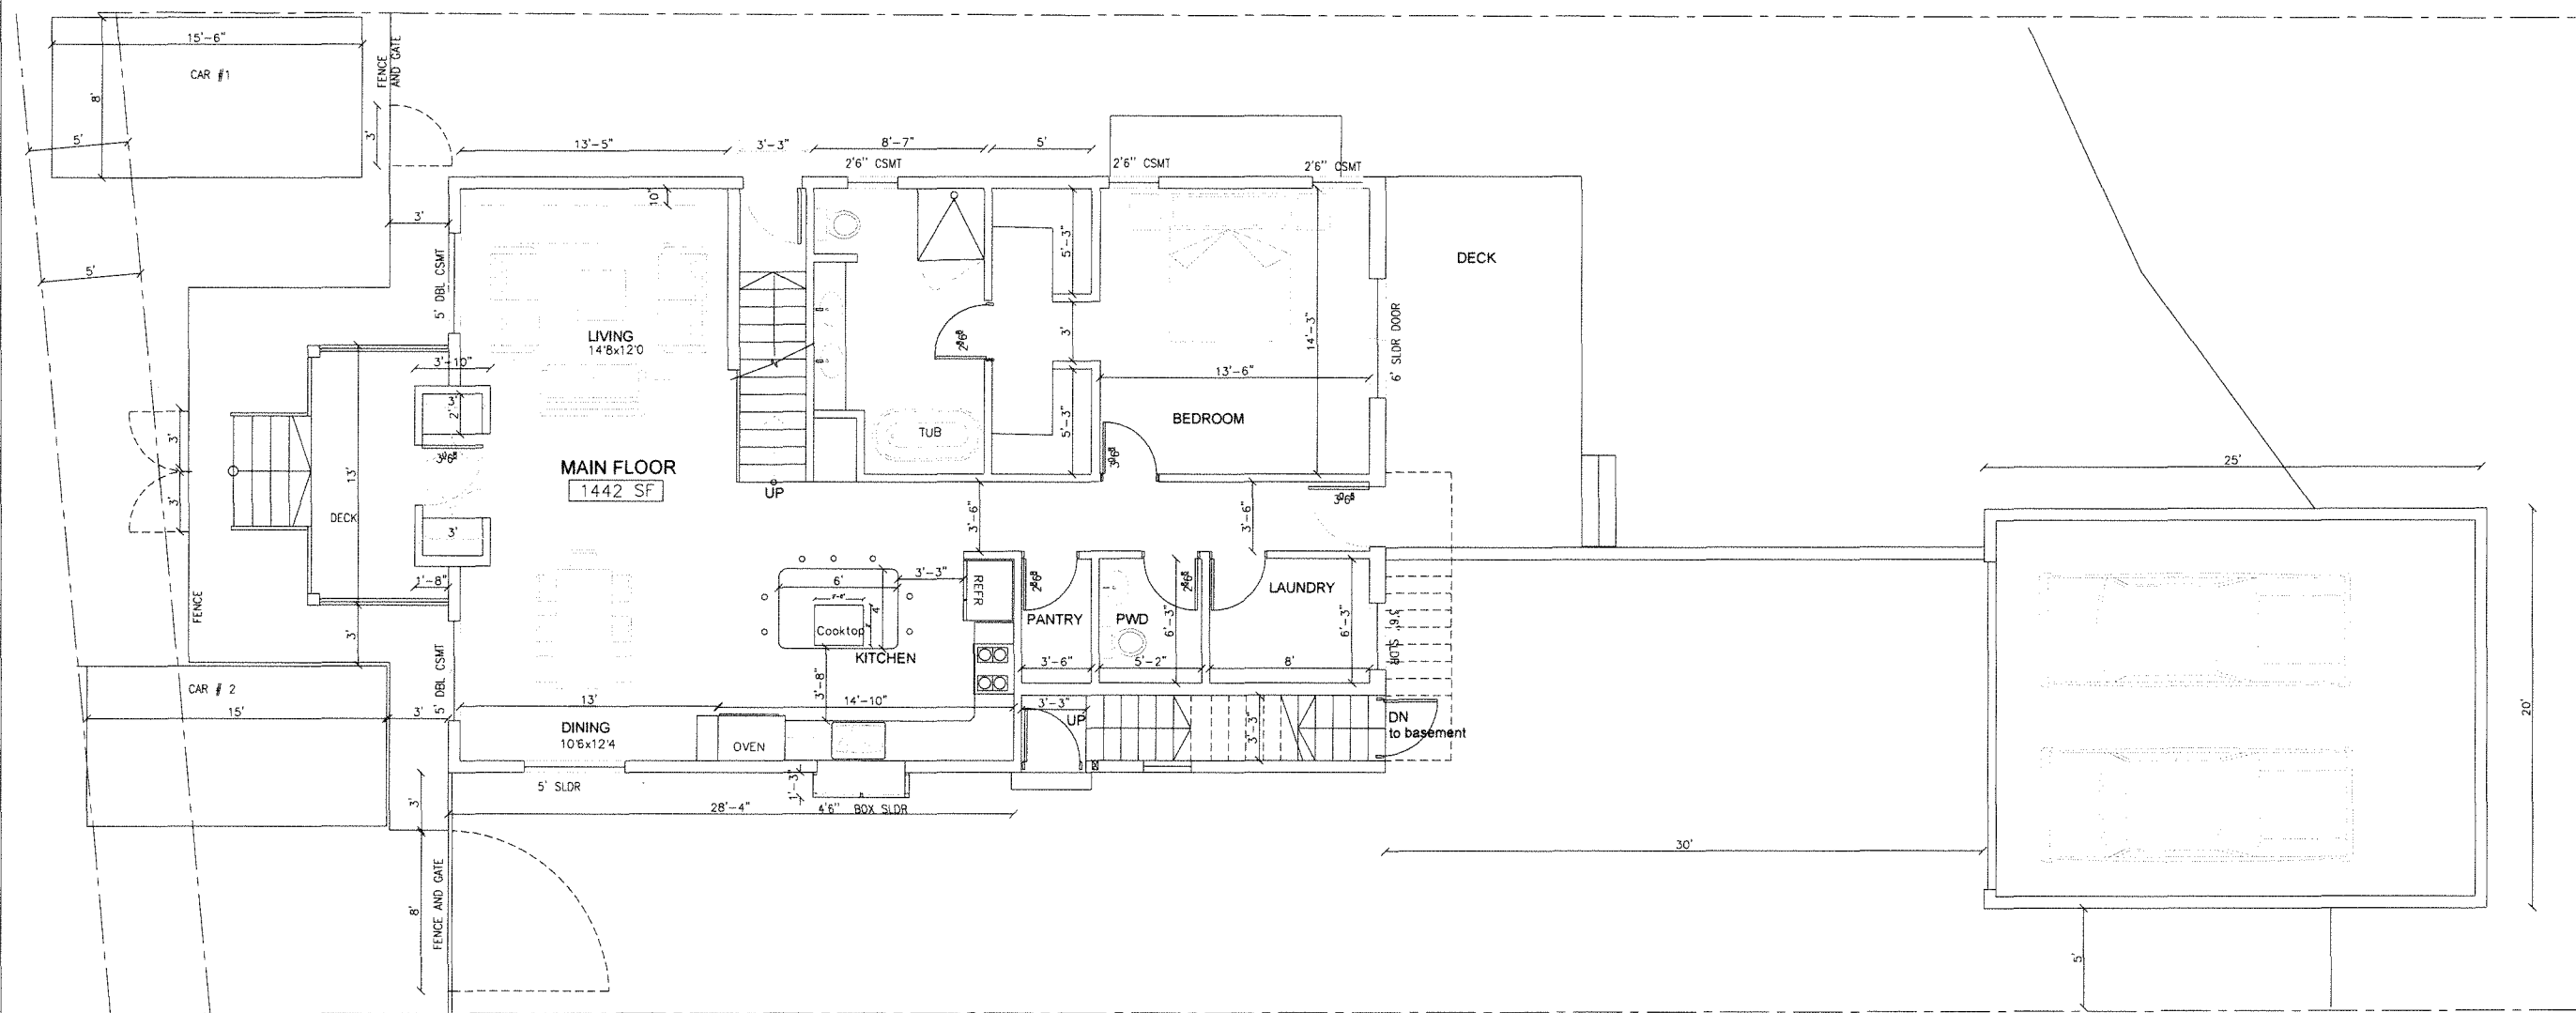 15'-6"
CAR #1
8'
5'
5'
FENCE
AND GATE
3'
3'
13'-5"
3'-3"
8'-7"
5'
2'6" CSMT
2'6" CSMT
2'6" CSMT
10"
5' DBL CSMT
LIVING
14'8x12'0
5'-3"
3'
5'-3"
14'-3"
13'-6"
BEDROOM
6' SLDR DOOR
DECK
3'-10"
3'
2'
TUB
MAIN FLOOR
1442 SF
UP
3'
3'
13'
DECK
3'
1'-8"
3'
FENCE
3'-6"
3'-6"
25'
20'
6'
4'
Cooktop
3'-3"
REFR
KITCHEN
3'-8"
PANTRY
3'-6"
PWD
5'-2"
6'-3"
LAUNDRY
8'
6'-3"
3'6" SLDR
CAR # 2
15'
3'
5' DBL CSMT
13'
14'-10"
DINING
10'6x12'4
OVEN
3'-3"
UP
3'-3"
DN
to basement
5' SLDR
1'-3"
4'6" BOX SLDR
28'-4"
3'
8'
FENCE AND GATE
30'
5'